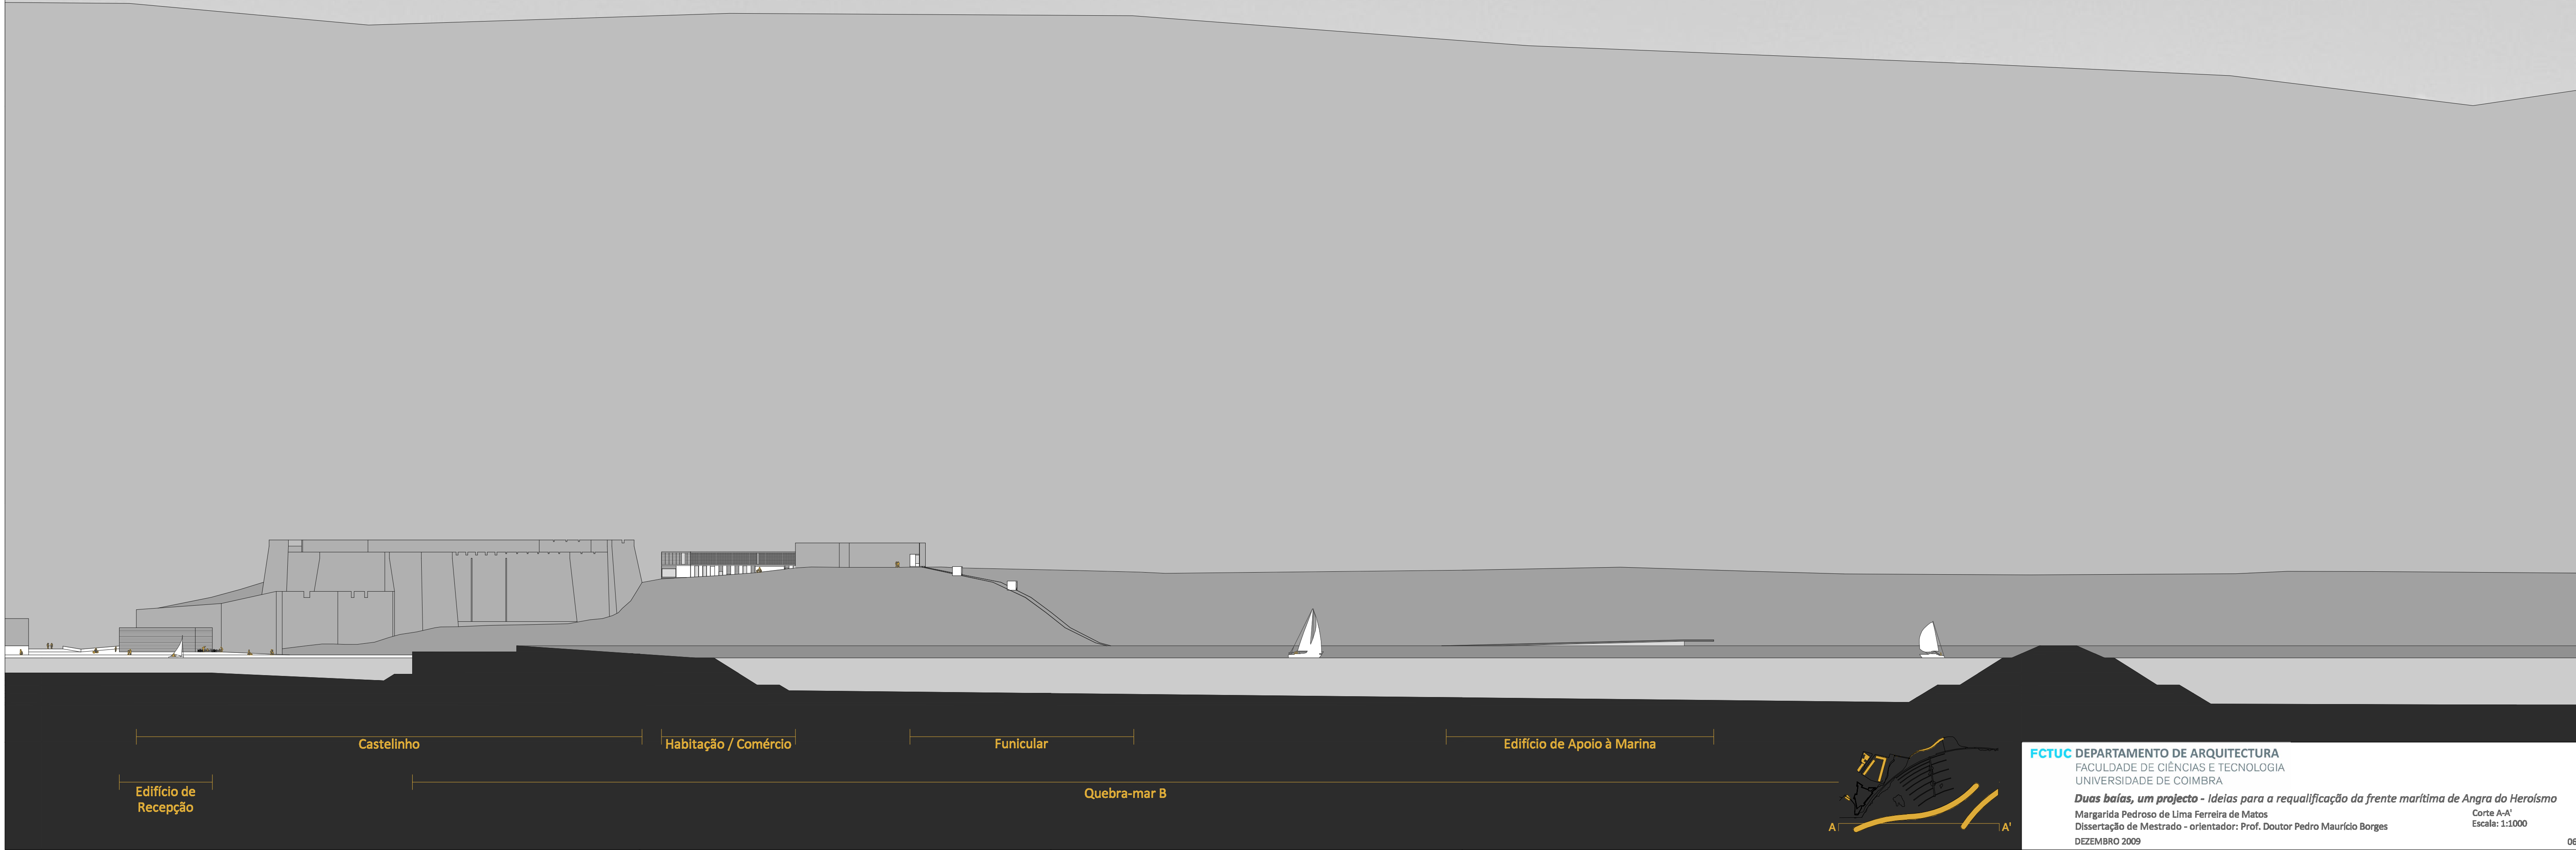 Castelinho
Habitação / Comércio
Funicular
Edifício de Apoio à Marina
Edifício de
Recepção
Quebra-mar B
A
A'
FCTUC DEPARTAMENTO DE ARQUITECTURA
FACULDADE DE CIÊNCIAS E TECNOLOGIA
UNIVERSIDADE DE COIMBRA
Duas baías, um projecto - Ideias para a requalificação da frente marítima de Angra do Heroísmo
Margarida Pedroso de Lima Ferreira de Matos
Corte A-A'
Dissertação de Mestrado - orientador: Prof. Doutor Pedro Maurício Borges
Escala: 1:1000
DEZEMBRO 2009